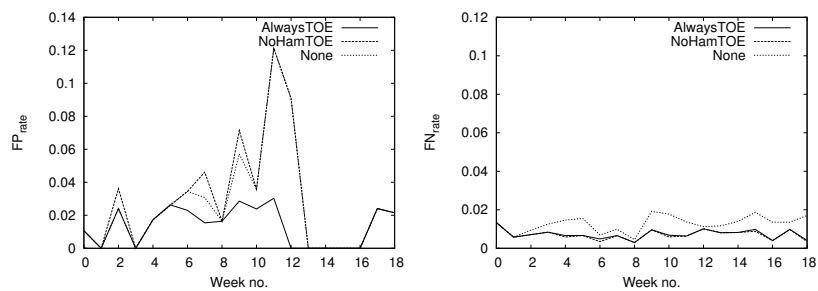 0.14
0.12
0.1
0.08
0.06
0.04
0.02
0
0 2 4 6 8 10 12 14 16 18
FPrate
Week no.
AlwaysTOE
NoHamTOE
None
0.12
0.1
0.08
0.06
0.04
0.02
0
0 2 4 6 8 10 12 14 16 18
FNrate
Week no.
AlwaysTOE
NoHamTOE
None